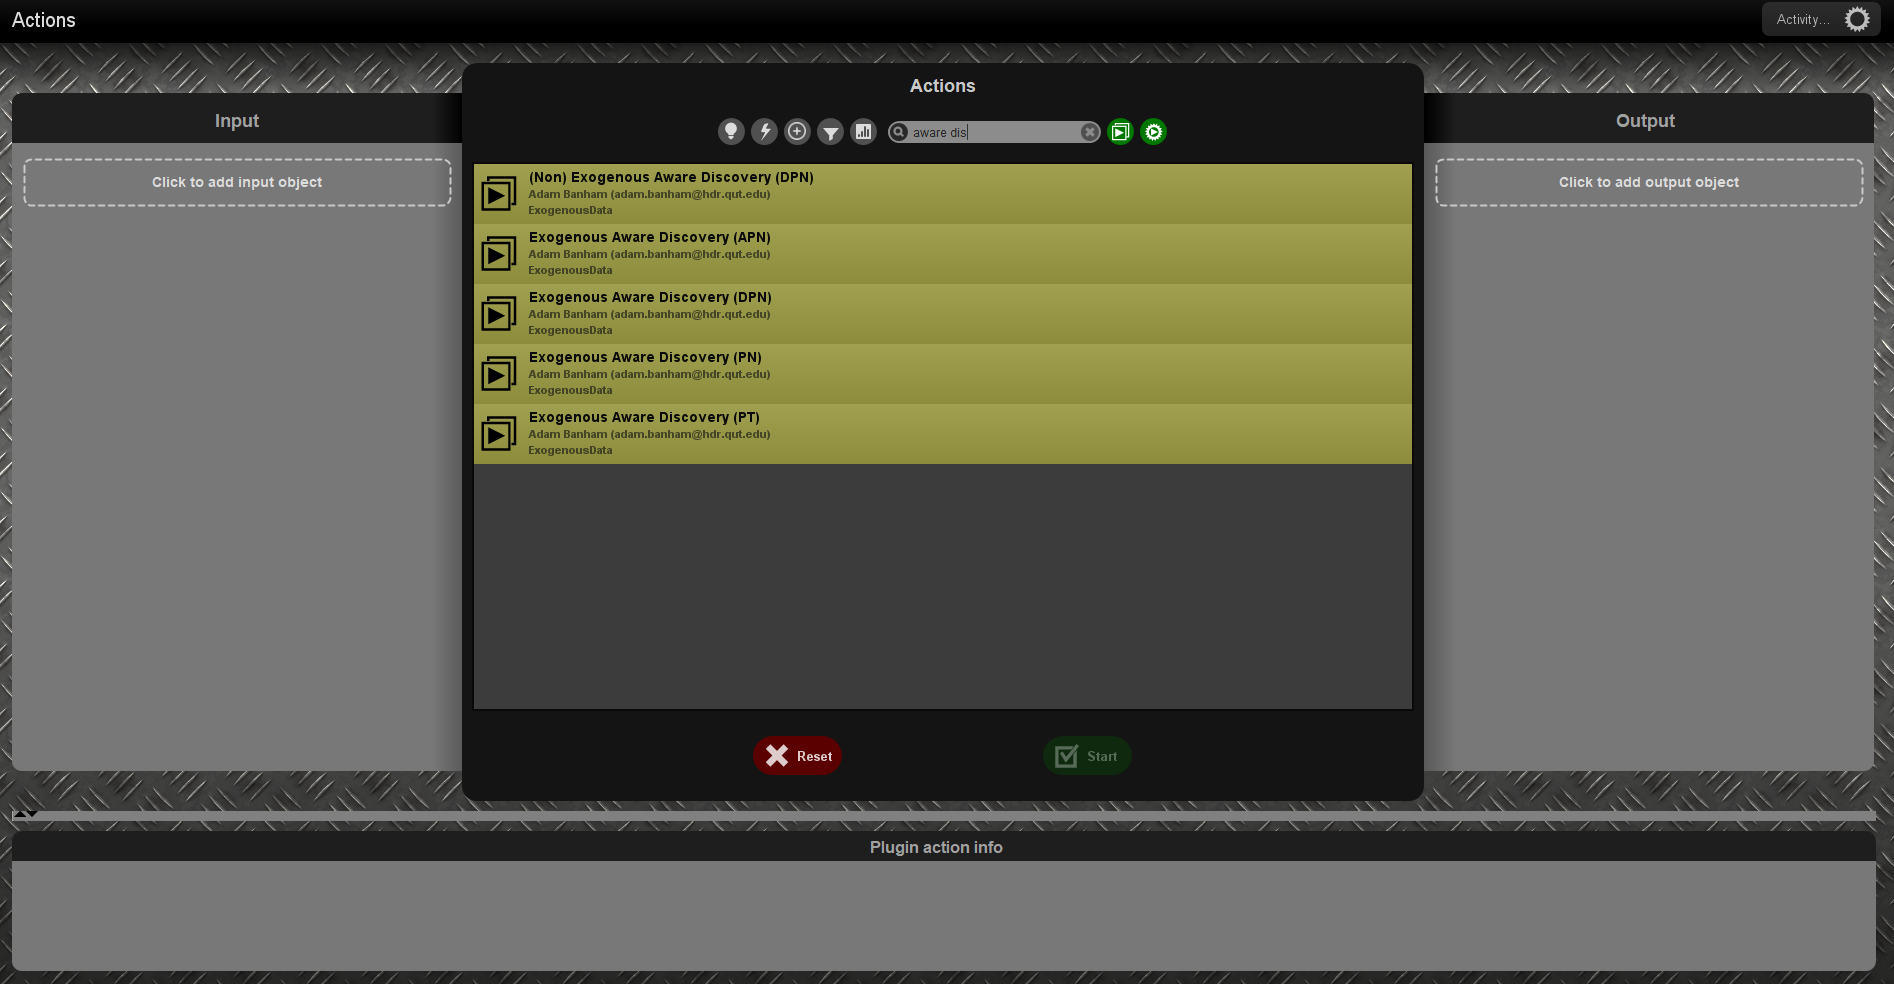 Actions
Activity...
Actions
aware dis
Input
Click to add input object
(Non) Exogenous Aware Discovery (DPN)
Adam Banham (adam.banham@hdr.qut.edu)
ExogenousData
Exogenous Aware Discovery (APN)
Adam Banham (adam.banham@hdr.qut.edu)
ExogenousData
Exogenous Aware Discovery (DPN)
Adam Banham (adam.banham@hdr.qut.edu)
ExogenousData
Exogenous Aware Discovery (PN)
Adam Banham (adam.banham@hdr.qut.edu)
ExogenousData
Exogenous Aware Discovery (PT)
Adam Banham (adam.banham@hdr.qut.edu)
ExogenousData
Reset
Start
Output
Click to add output object
Plugin action info